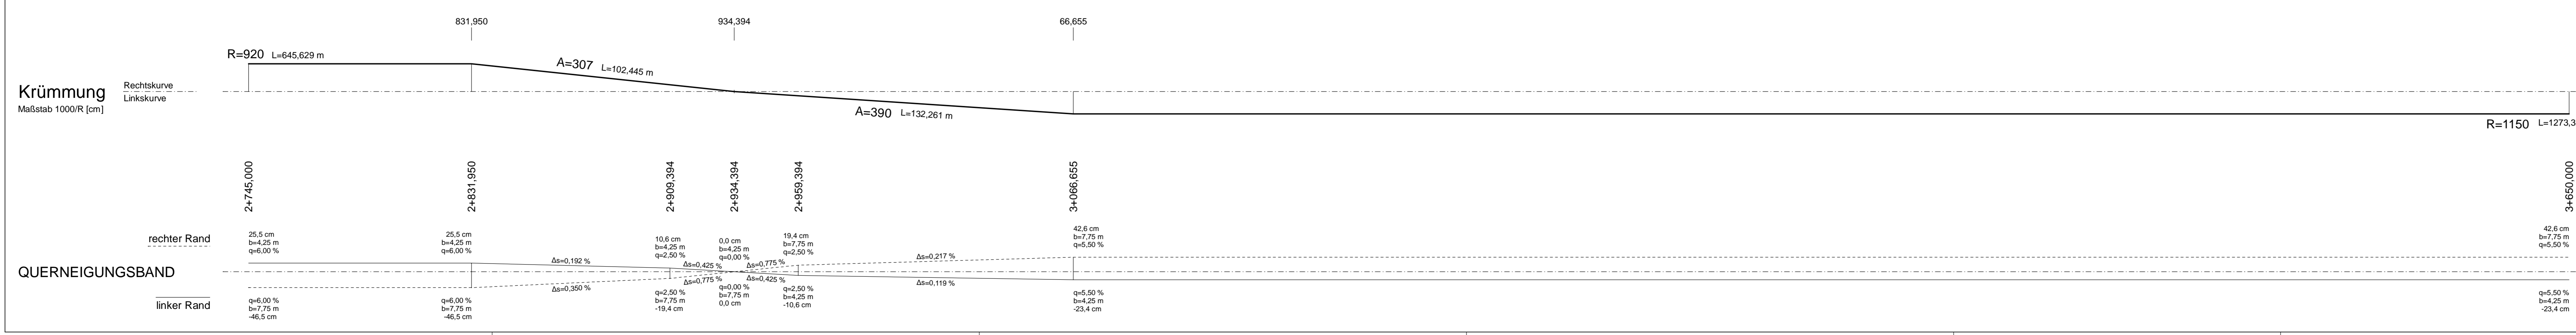 831,950
934,394
66,655
R=920 L=645,629 m
A=307 L=102,445 m
Krümmung
Maßstab 1000/R [cm]
Rechtskurve
Linkskurve
A=390 L=132,261 m
R=1150 L=1273,3
2+745,000
2+831,950
2+909,394
2+934,394
2+959,394
3+066,655
3+650,000
rechter Rand
25,5 cm
b=4,25 m
q=6,00 %
25,5 cm
b=4,25 m
q=6,00 %
10,6 cm
b=4,25 m
q=2,50 %
0,0 cm
b=4,25 m
q=0,00 %
19,4 cm
b=7,75 m
q=2,50 %
42,6 cm
b=7,75 m
q=5,50 %
42,6 cm
b=7,75 m
q=5,50 %
QUERNEIGUNGSBAND
Δs=0,192 %
Δs=0,425 %
Δs=0,775 %
Δs=0,217 %
Δs=0,350 %
Δs=0,775 %
Δs=0,425 %
Δs=0,119 %
linker Rand
q=6,00 %
b=7,75 m
-46,5 cm
q=6,00 %
b=7,75 m
-46,5 cm
q=2,50 %
b=7,75 m
-19,4 cm
q=0,00 %
b=7,75 m
0,0 cm
q=2,50 %
b=4,25 m
-10,6 cm
q=5,50 %
b=4,25 m
-23,4 cm
q=5,50 %
b=4,25 m
-23,4 cm